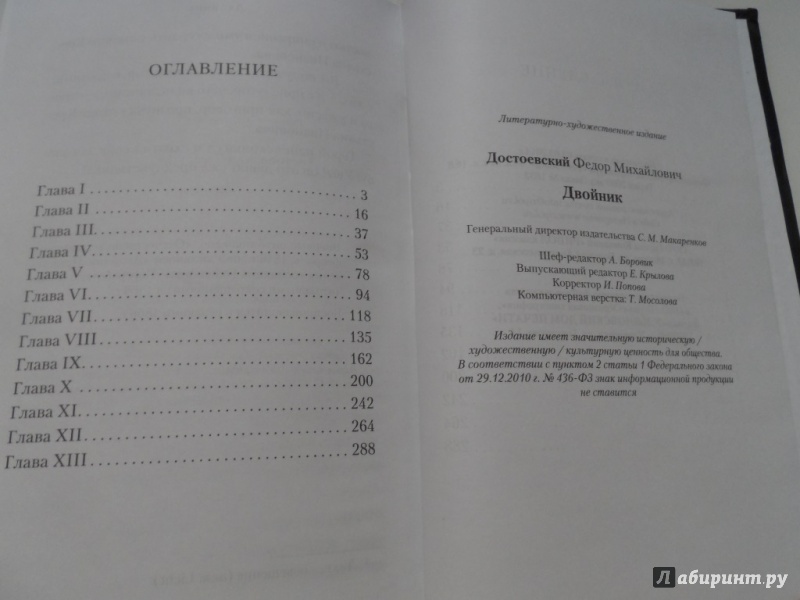 ОГЛАВЛЕНИЕ
Глава I 3
Глава II 16
Глава III 37
Глава IV 53
Глава V 78
Глава VI 94
Глава VII 118
Глава VIII 135
Глава IX 162
Глава X 200
Глава XI 242
Глава XII 264
Глава XIII 288
Литературно-художественное издание
Достоевский Федор Михайлович
Двойник
Генеральный директор издательства С. М. Макаренков
Шеф-редактор А. Боровик
Выпускающий редактор Е. Крылова
Корректор И. Попова
Компьютерная верстка: Т. Мосолова
Издание имеет значительную историческую /
художественную / культурную ценность для общества.
В соответствии с пунктом 2 статьи 1 Федерального закона
от 29.12.2010 г. № 436-ФЗ знак информационной продукции
не ставится
Лабиринт.ру